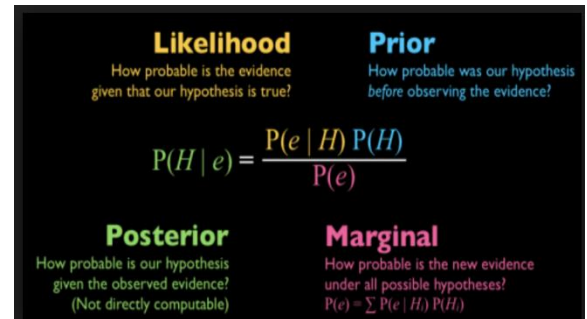 Likelihood
How probable is the evidence
given that our hypothesis is true?
Prior
How probable was our hypothesis
before observing the evidence?
P(H | e) = P(e | H) P(H)
P(e)
Posterior
How probable is our hypothesis
given the observed evidence?
(Not directly computable)
Marginal
How probable is the new evidence
under all possible hypotheses?
P(e) = ∑ P(e | Hᵢ) P(Hᵢ)